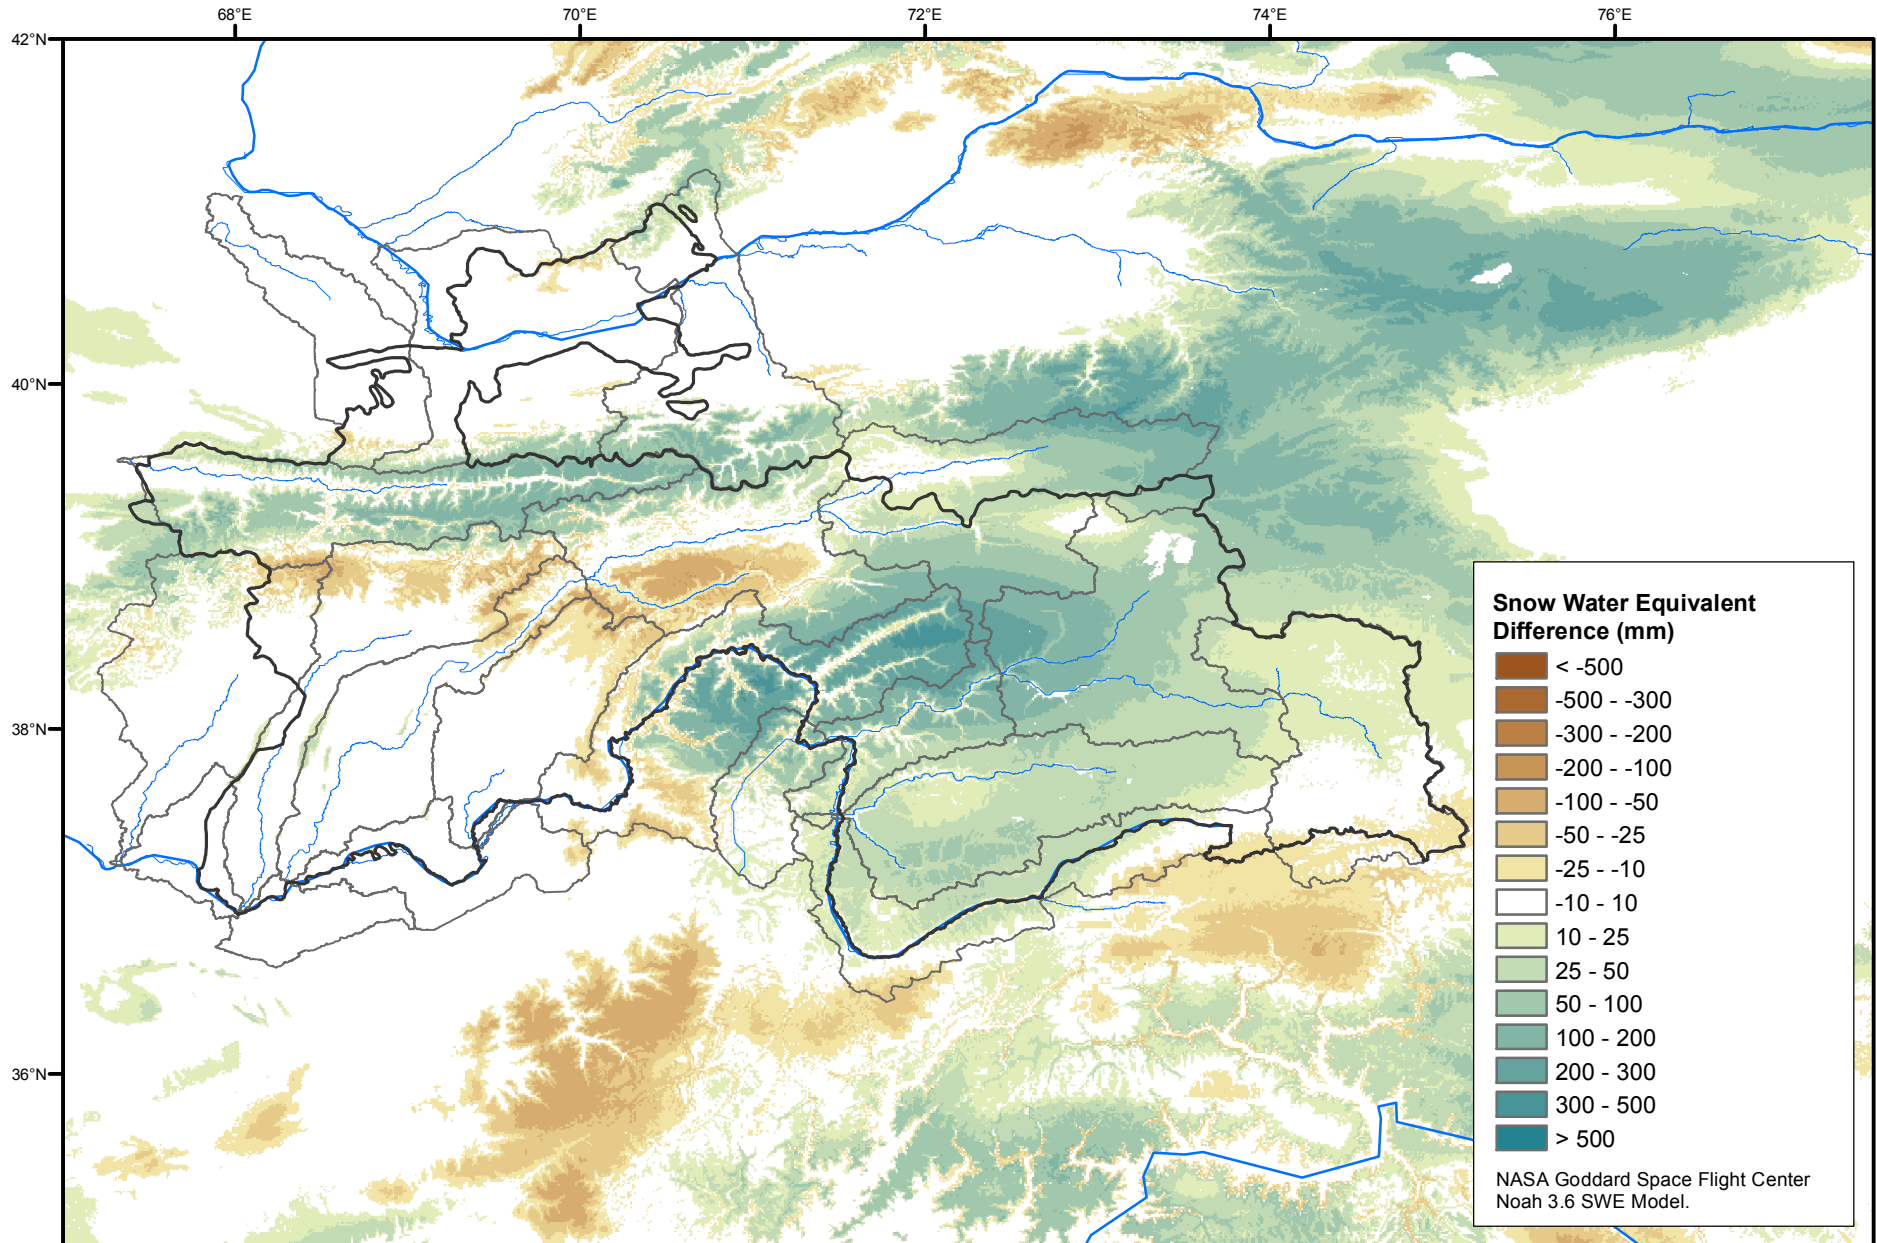 68°E
70°E
72°E
74°E
76°E
42°N
40°N
38°N
36°N
Snow Water Equivalent
Difference (mm)
< -500
-500 - -300
-300 - -200
-200 - -100
-100 - -50
-50 - -25
-25 - -10
-10 - 10
10 - 25
25 - 50
50 - 100
100 - 200
200 - 300
300 - 500
> 500
NASA Goddard Space Flight Center
Noah 3.6 SWE Model.